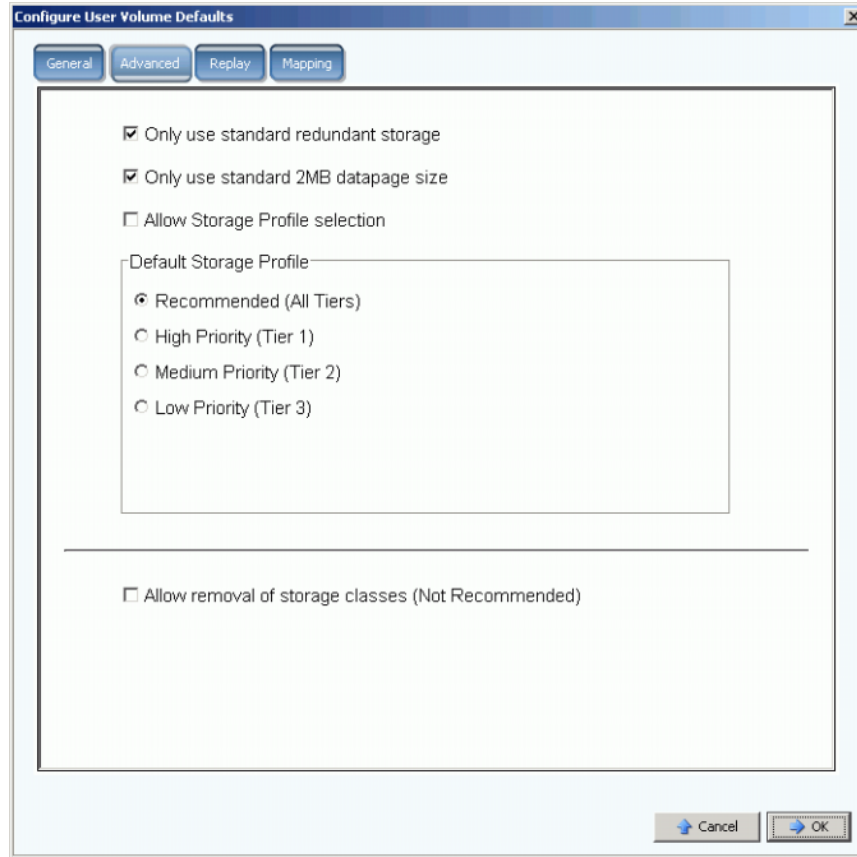 Configure User Volume Defaults
General Advanced Replay Mapping
Only use standard redundant storage
Only use standard 2MB datapage size
Allow Storage Profile selection
Default Storage Profile
Recommended (All Tiers)
High Priority (Tier 1)
Medium Priority (Tier 2)
Low Priority (Tier 3)
Allow removal of storage classes (Not Recommended)
Cancel OK